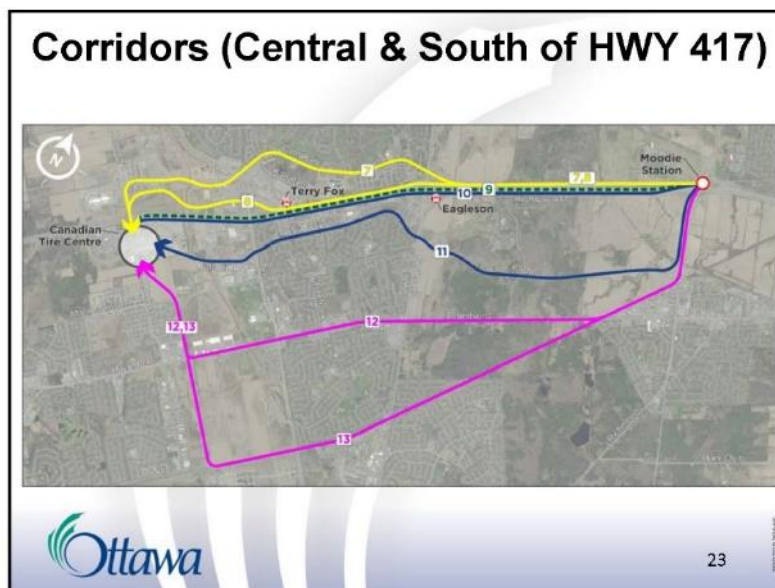 Corridors (Central & South of HWY 417)
N
Moodie
Station
7
7,8
8
Terry Fox
10
9
Eagleson
Canadian
Tire Centre
11
12,13
12
13
Ottawa
23